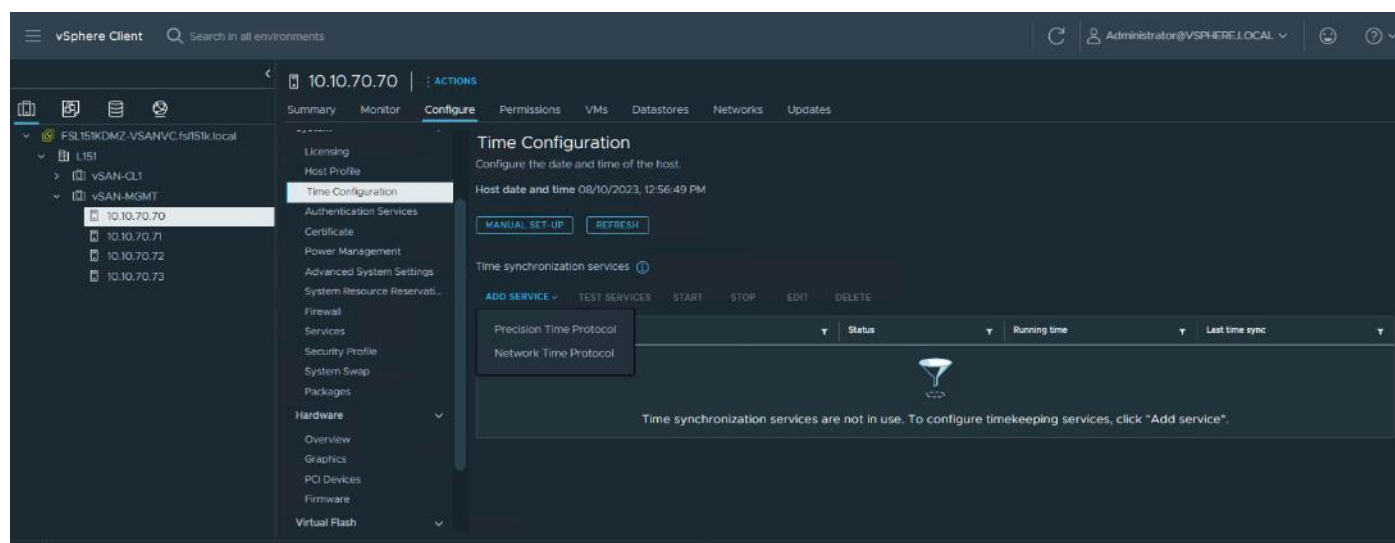 vSphere Client Search in all environments Administrator@VSPHERE.LOCAL
10.10.70.70 ACTIONS
Summary Monitor Configure Permissions VMs Datastores Networks Updates
FSL151KDMZ-VSANVC.fsl151k.local
L151
vSAN-CL1
vSAN-MGMT
10.10.70.70
10.10.70.71
10.10.70.72
10.10.70.73
Licensing
Host Profile
Time Configuration
Authentication Services
Certificate
Power Management
Advanced System Settings
System Resource Reservati...
Firewall
Services
Security Profile
System Swap
Packages
Hardware
Overview
Graphics
PCI Devices
Firmware
Virtual Flash
Time Configuration
Configure the date and time of the host.
Host date and time 08/10/2023, 12:56:49 PM
MANUAL SET-UP REFRESH
Time synchronization services
ADD SERVICE TEST SERVICES START STOP EDIT DELETE
Precision Time Protocol
Network Time Protocol
Status Running time Last time sync
Time synchronization services are not in use. To configure timekeeping services, click "Add service".